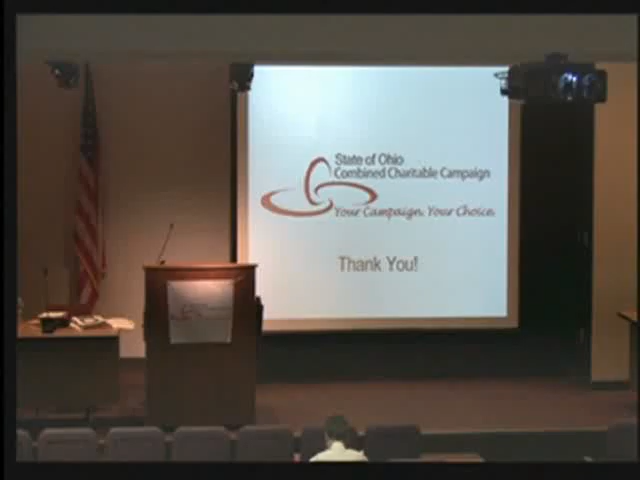 State of Ohio
Combined Charitable Campaign
Your Campaign. Your Choice.
Thank You!